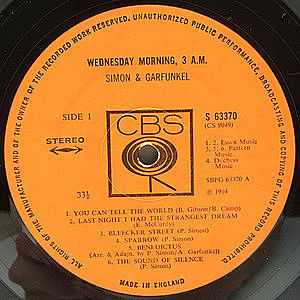 ALL RIGHTS OF THE MANUFACTURER AND OF THE OWNER OF THE RECORDED WORK RESERVED. UNAUTHORIZED PUBLIC PERFORMANCE, BROADCASTING AND COPYING OF THIS RECORD PROHIBITED.
WEDNESDAY MORNING, 3 A.M.
SIMON & GARFUNKEL
SIDE 1
STEREO
33⅓
CBS
S 63370
(CS 9049)
1. 2. Essex Music
3. 5. 6. Pattern
Music
4. Duchess
Music
SBPG 63370 A
℗ 1964
1. YOU CAN TELL THE WORLD (B. Gibson/B. Camp)
2. LAST NIGHT I HAD THE STRANGEST DREAM
(E. McCurdy)
3. BLEECKER STREET (P. Simon)
4. SPARROW (P. Simon)
5. BENEDICTUS
(Arr. & Adapt. by P. Simon/A. Garfunkel)
6. THE SOUND OF SILENCE
(P. Simon)
MADE IN ENGLAND